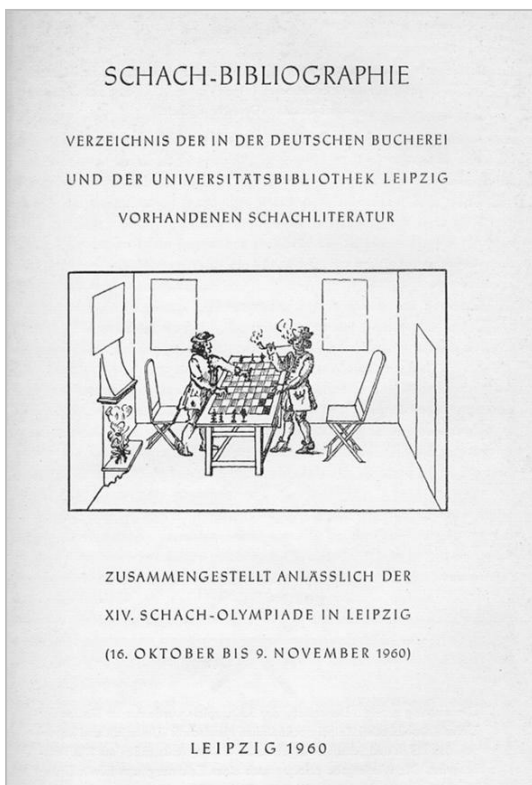 SCHACH-BIBLIOGRAPHIE
VERZEICHNIS DER IN DER DEUTSCHEN BÜCHEREI
UND DER UNIVERSITÄTSBIBLIOTHEK LEIPZIG
VORHANDENEN SCHACHLITERATUR
ZUSAMMENGESTELLT ANLÄSSLICH DER
XIV. SCHACH-OLYMPIADE IN LEIPZIG
(16. OKTOBER BIS 9. NOVEMBER 1960)
LEIPZIG 1960